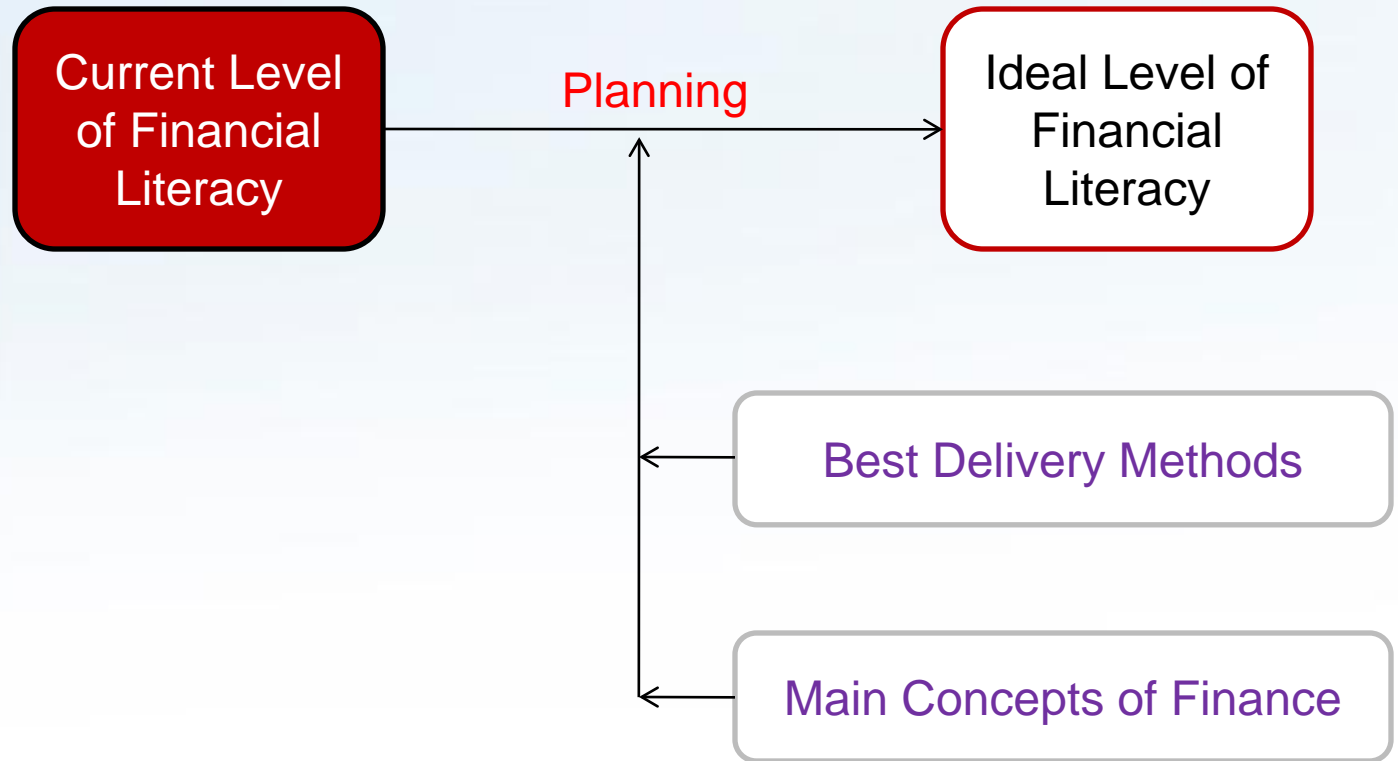 Current Level
of Financial
Literacy
Planning
Ideal Level of
Financial
Literacy
Best Delivery Methods
Main Concepts of Finance